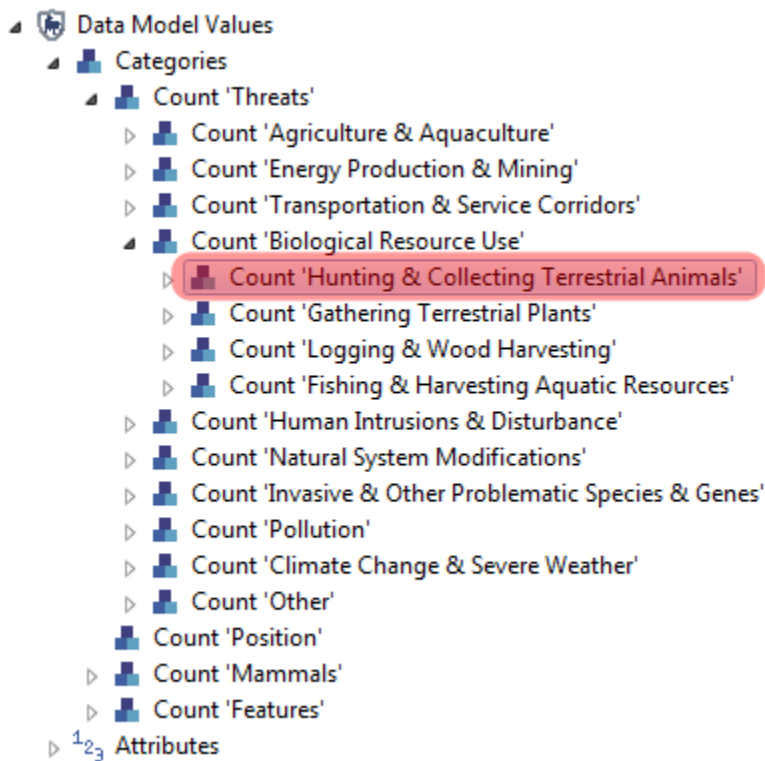 Data Model Values
Categories
Count 'Threats'
Count 'Agriculture & Aquaculture'
Count 'Energy Production & Mining'
Count 'Transportation & Service Corridors'
Count 'Biological Resource Use'
Count 'Hunting & Collecting Terrestrial Animals'
Count 'Gathering Terrestrial Plants'
Count 'Logging & Wood Harvesting'
Count 'Fishing & Harvesting Aquatic Resources'
Count 'Human Intrusions & Disturbance'
Count 'Natural System Modifications'
Count 'Invasive & Other Problematic Species & Genes'
Count 'Pollution'
Count 'Climate Change & Severe Weather'
Count 'Other'
Count 'Position'
Count 'Mammals'
Count 'Features'
123 Attributes